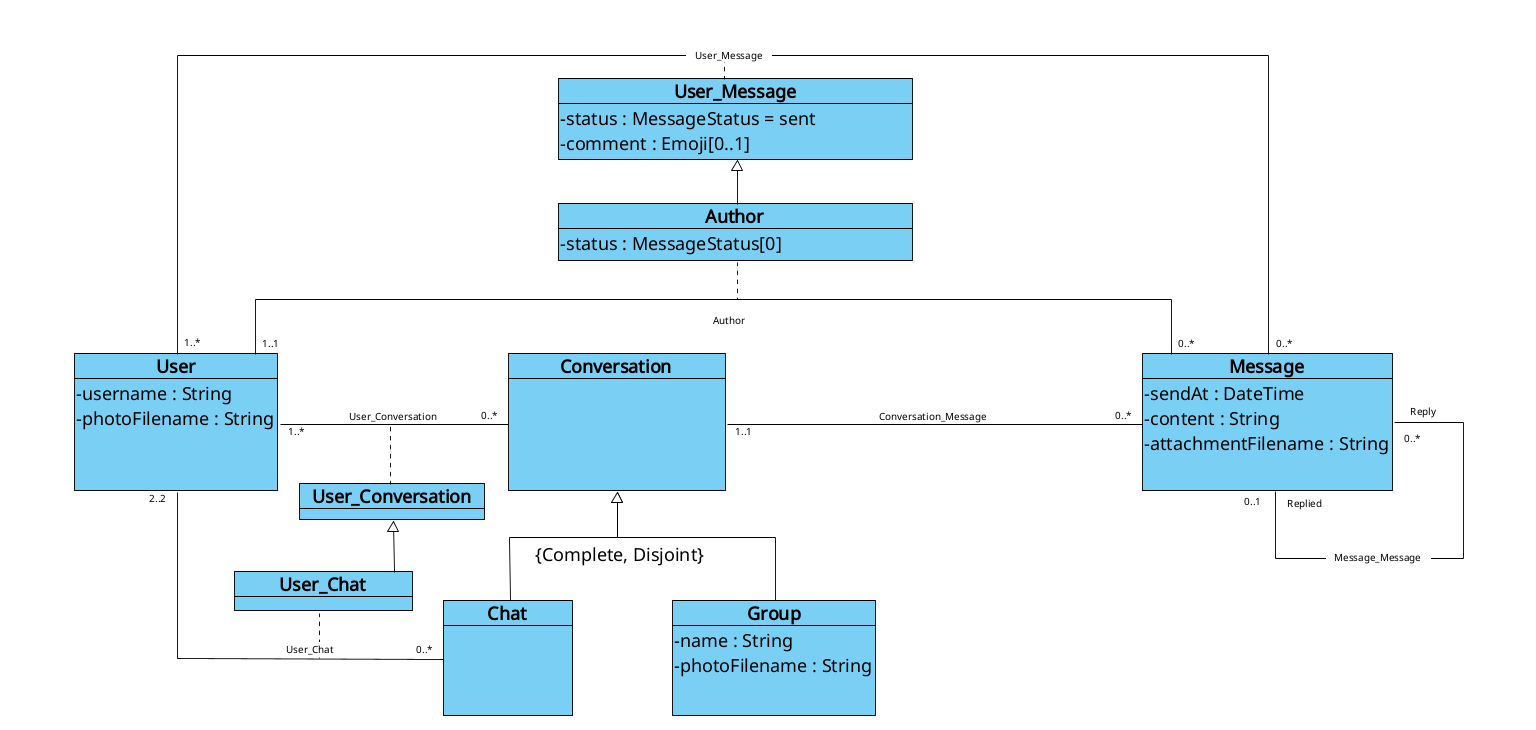 User_Message
User_Message
-status : MessageStatus = sent
-comment : Emoji[0..1]
Author
-status : MessageStatus[0]
Author
1..*
1..1
0..*
0..*
User
-username : String
-photoFilename : String
Conversation
Message
-sendAt : DateTime
-content : String
-attachmentFilename : String
User_Conversation
1..*
0..*
Conversation_Message
1..1
0..*
Reply
0..*
2..2
User_Conversation
0..1
Replied
{Complete, Disjoint}
Message_Message
User_Chat
Chat
Group
-name : String
-photoFilename : String
User_Chat
0..*